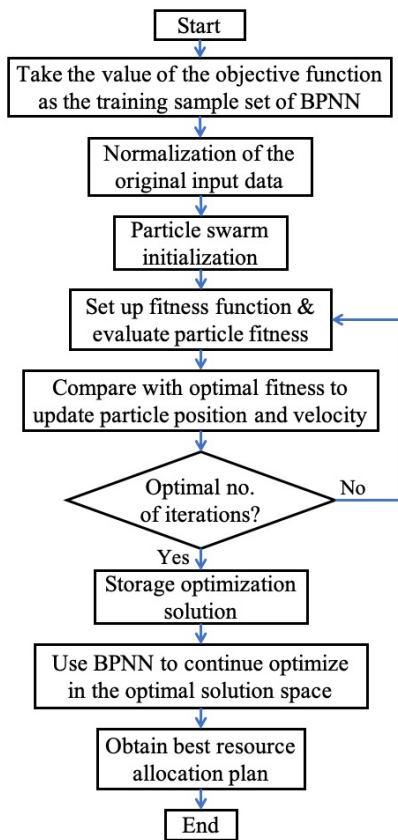 Start
Take the value of the objective function
as the training sample set of BPNN
Normalization of the
original input data
Particle swarm
initialization
Set up fitness function &
evaluate particle fitness
Compare with optimal fitness to
update particle position and velocity
Optimal no.
of iterations?
No
Yes
Storage optimization
solution
Use BPNN to continue optimize
in the optimal solution space
Obtain best resource
allocation plan
End